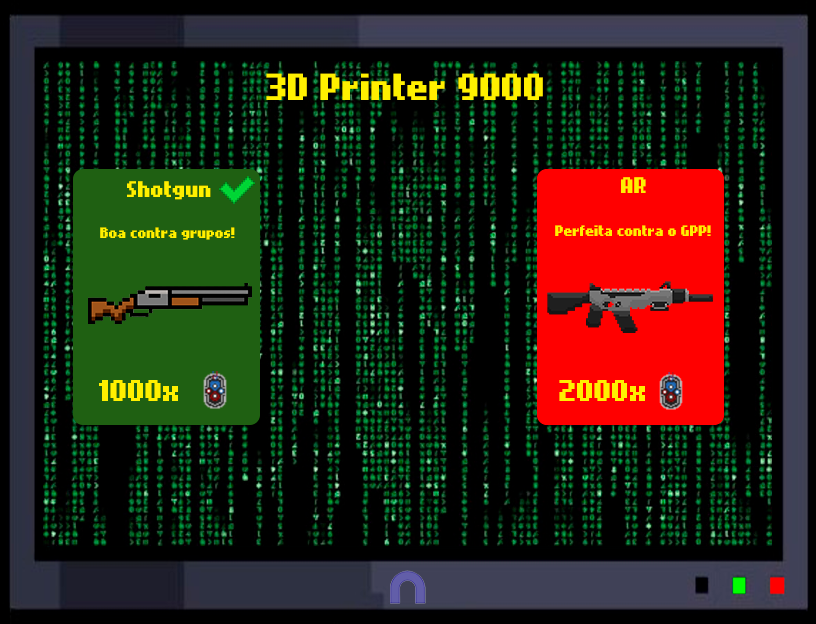 3D Printer 9000
Shotgun
Boa contra grupos!
1000x
AR
Perfeita contra o GPP!
2000x